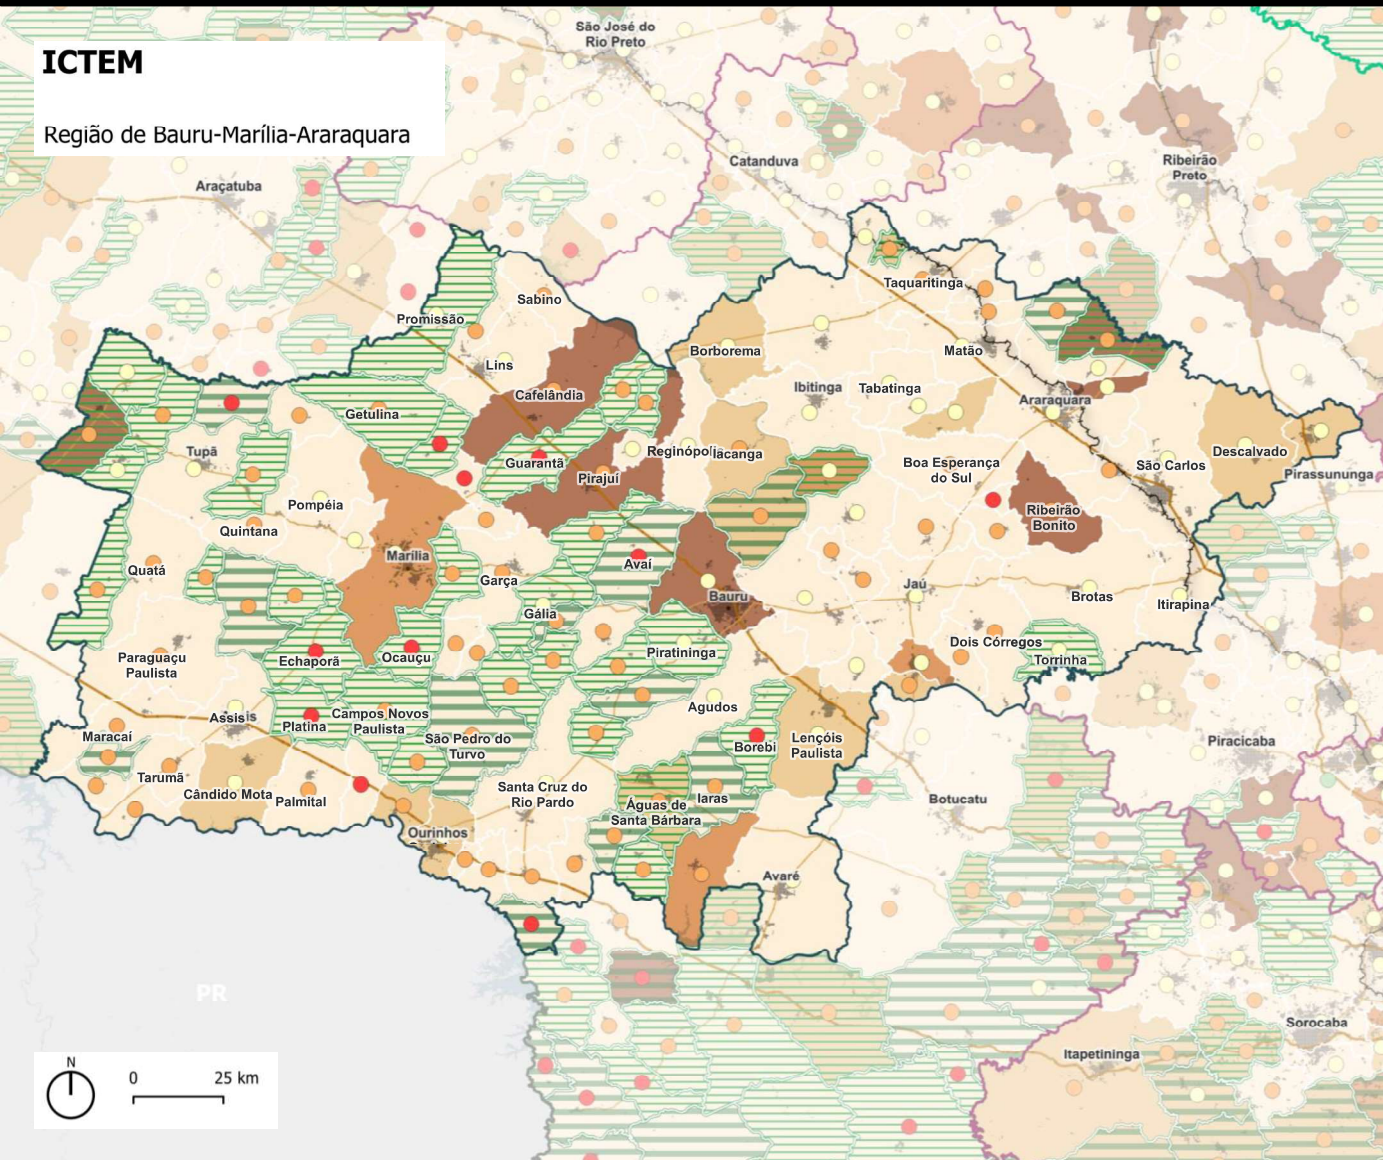 ICTEM
Região de Bauru-Marília-Araraquara
São José do
Rio Preto
Catanduva
Ribeirão
Preto
Araçatuba
Sabino
Promissão
Taquaritinga
Lins
Borborema
Matão
Cafelândia
Ibitinga
Tabatinga
Araraquara
Getulina
Tupã
Guarantã
Reginópoli
Iacanga
Descalvado
Pirajuí
Boa Esperança
do Sul
São Carlos
Pirassununga
Pompéia
Quintana
Ribeirão
Bonito
Marília
Avaí
Quatá
Garça
Bauru
Jaú
Brotas
Itirapina
Gália
Paraguaçu
Paulista
Echaporã
Ocauçu
Piratininga
Dois Córregos
Torrinha
Assis
is
Platina
Campos Novos
Paulista
Agudos
Maracaí
São Pedro do
Turvo
Borebi
Lençóis
Paulista
Piracicaba
Tarumã
Cândido Mota
Palmital
Santa Cruz do
Rio Pardo
Iaras
Águas de
Santa Bárbara
Botucatu
Ourinhos
Avaré
PR
Sorocaba
Itapetininga
N
0 25 km